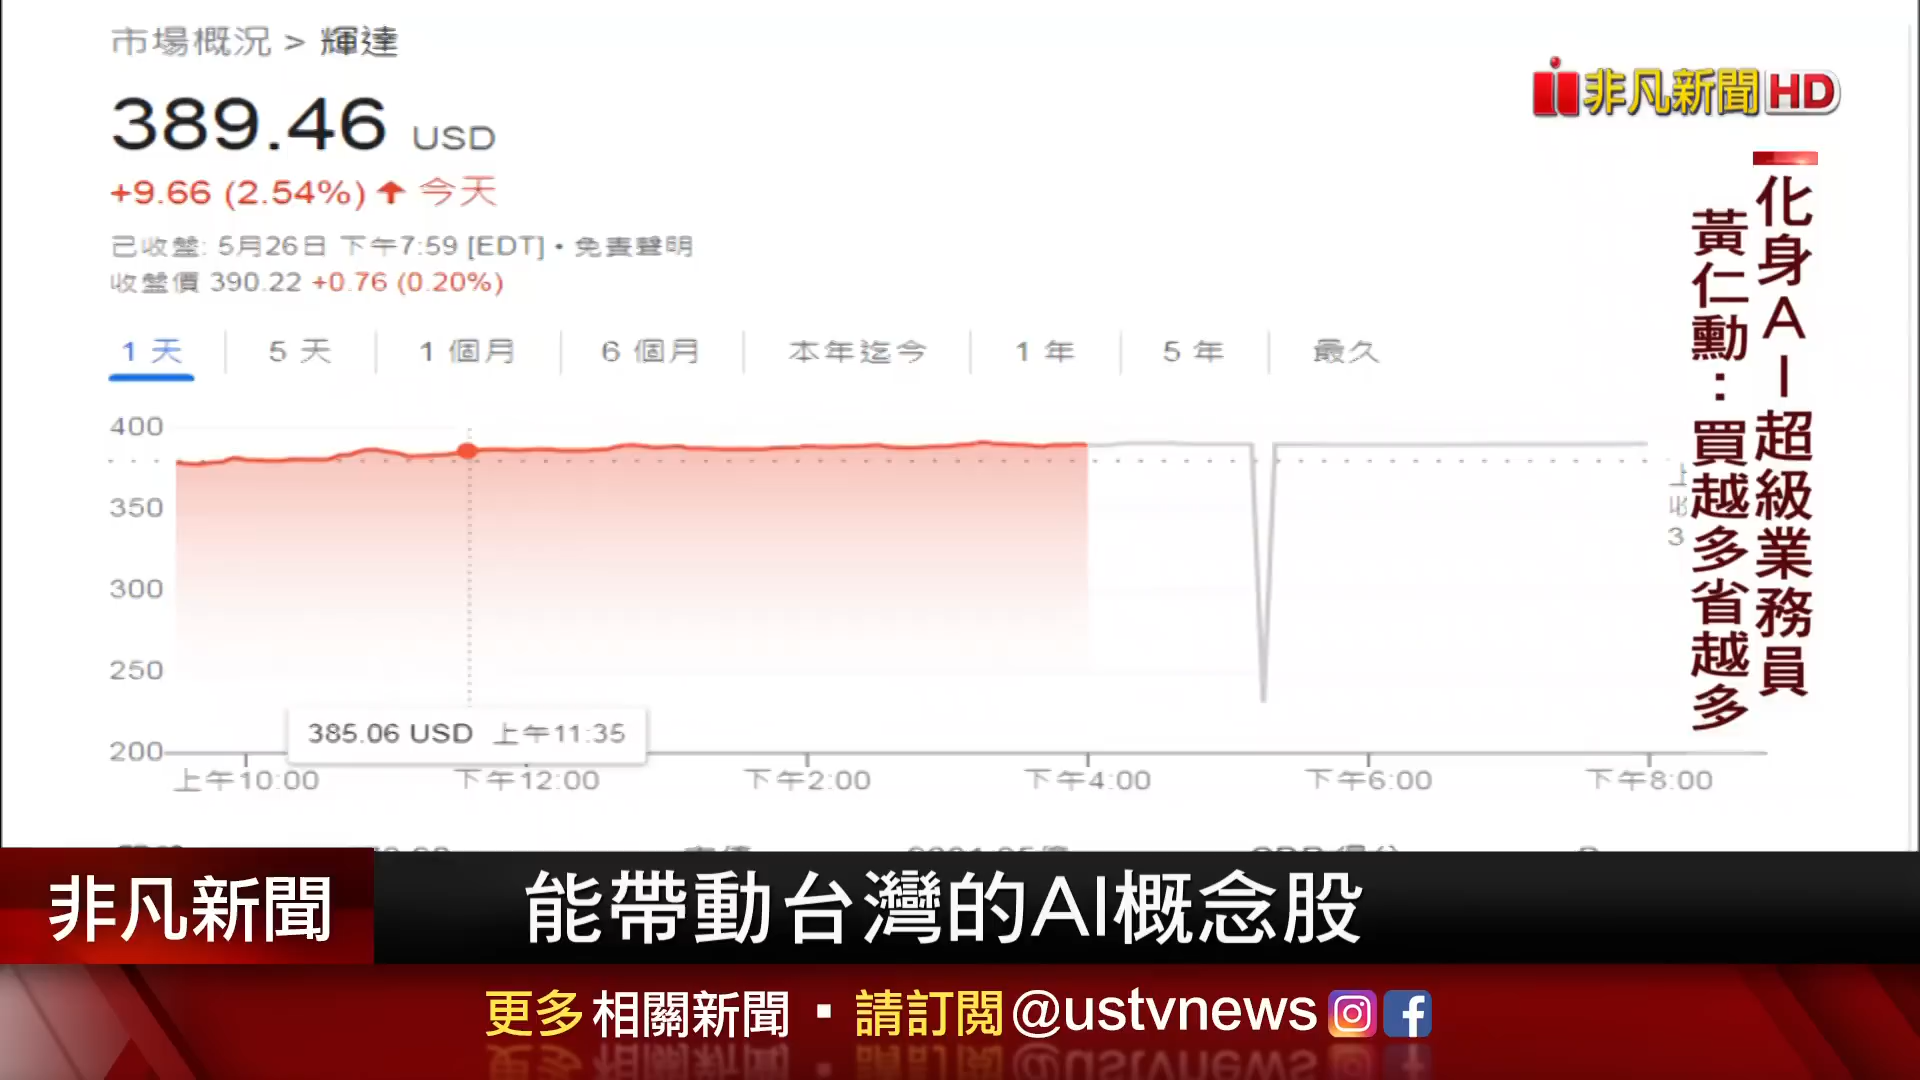 市場概況 > 輝達
389.46 USD
+9.66 (2.54%) ↑ 今天
已收盤: 5月26日 下午7:59 [EDT] • 免責聲明
收盤價 390.22 +0.76 (0.20%)
1 天 5 天 1 個月 6 個月 本年迄今 1 年 5 年 最久
400
350
300
250
200
385.06 USD 上午11:35
上午10:00 下午12:00 下午2:00 下午4:00 下午6:00 下午8:00
上
收
3
非凡新聞HD
化身AI超級業務員
黃仁勳：買越多省越多
非凡新聞
能帶動台灣的AI概念股
更多相關新聞 ▪ 請訂閱@ustvnews